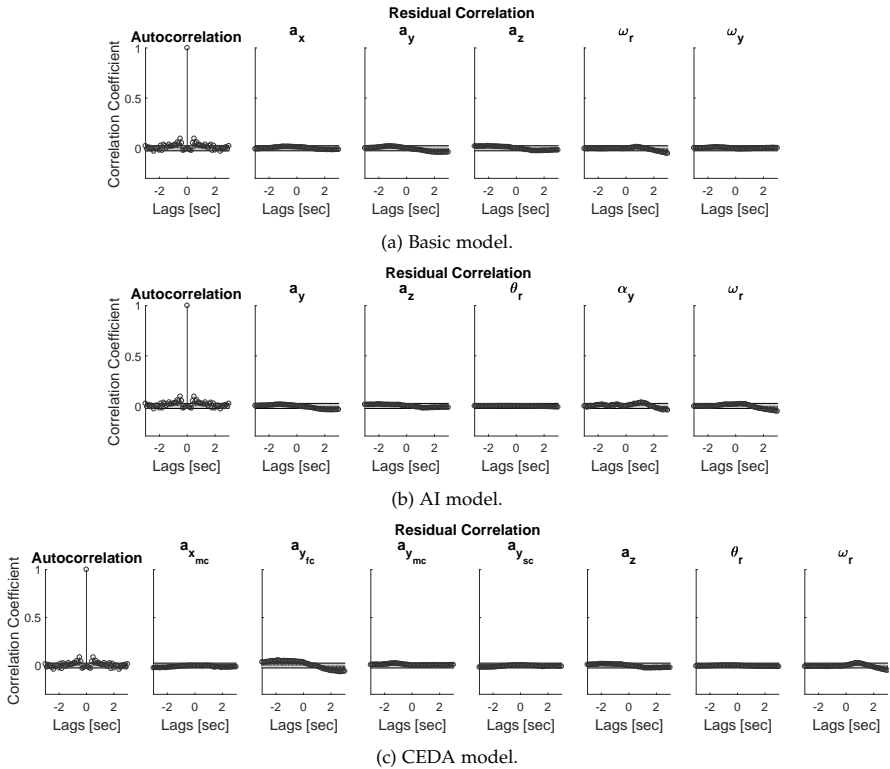 Residual Correlation
Autocorrelation a_x a_y a_z ω_r ω_y
Correlation Coefficient
1
0.5
0
-2 0 2 -2 0 2 -2 0 2 -2 0 2 -2 0 2 -2 0 2
Lags [sec] Lags [sec] Lags [sec] Lags [sec] Lags [sec] Lags [sec]
(a) Basic model.
Residual Correlation
Autocorrelation a_y a_z θ_r α_y ω_r
Correlation Coefficient
1
0.5
0
-2 0 2 -2 0 2 -2 0 2 -2 0 2 -2 0 2 -2 0 2
Lags [sec] Lags [sec] Lags [sec] Lags [sec] Lags [sec] Lags [sec]
(b) AI model.
Residual Correlation
Autocorrelation a_x_mc a_y_fc a_y_mc a_y_sc a_z θ_r ω_r
Correlation Coefficient
1
0.5
0
-2 0 2 -2 0 2 -2 0 2 -2 0 2 -2 0 2 -2 0 2 -2 0 2 -2 0 2
Lags [sec] Lags [sec] Lags [sec] Lags [sec] Lags [sec] Lags [sec] Lags [sec] Lags [sec]
(c) CEDA model.